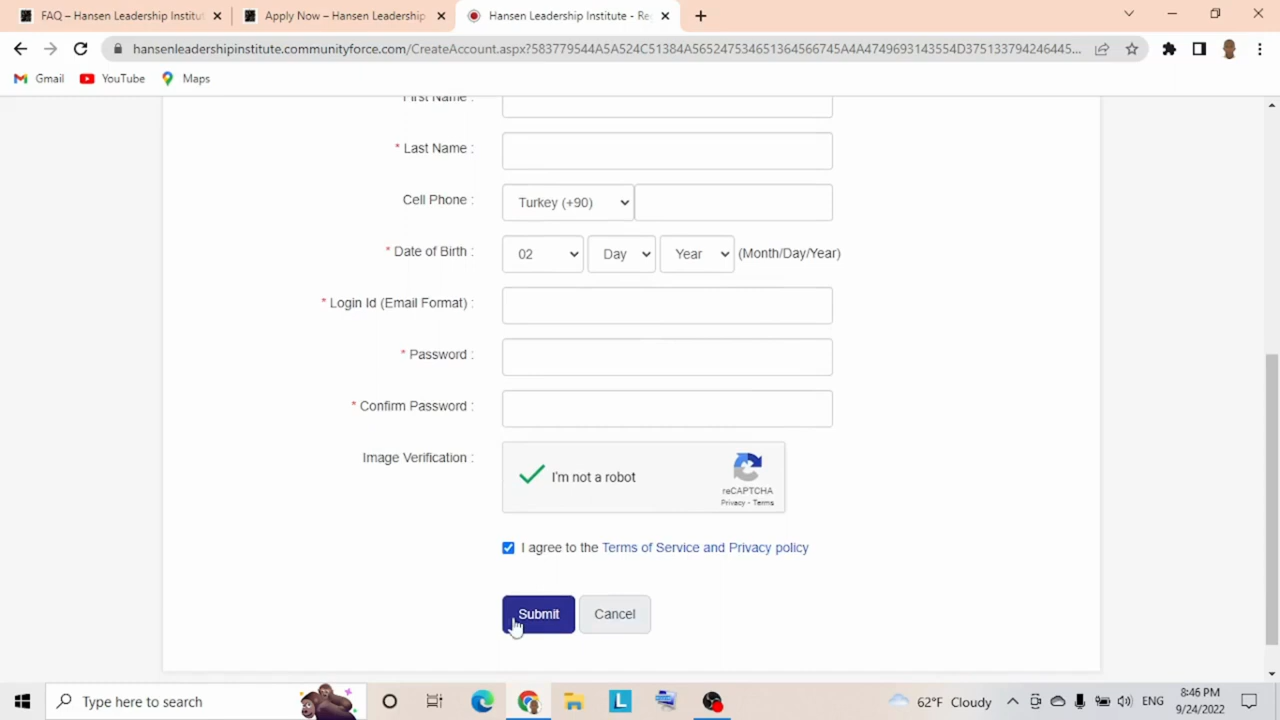 FAQ – Hansen Leadership Institut
Apply Now – Hansen Leadership
Hansen Leadership Institute - Re
hansenleadershipinstitute.communityforce.com/CreateAccount.aspx?583779544A5A524C51384A565247534651364566745A4A4749693143554D375133794246445...
Gmail YouTube Maps
First Name :
* Last Name :
Cell Phone : Turkey (+90)
* Date of Birth : 02 Day Year (Month/Day/Year)
* Login Id (Email Format) :
* Password :
* Confirm Password :
Image Verification : I'm not a robot
reCAPTCHA
Privacy - Terms
I agree to the Terms of Service and Privacy policy
Submit Cancel
Type here to search
L
62°F Cloudy
ENG
8:46 PM
9/24/2022